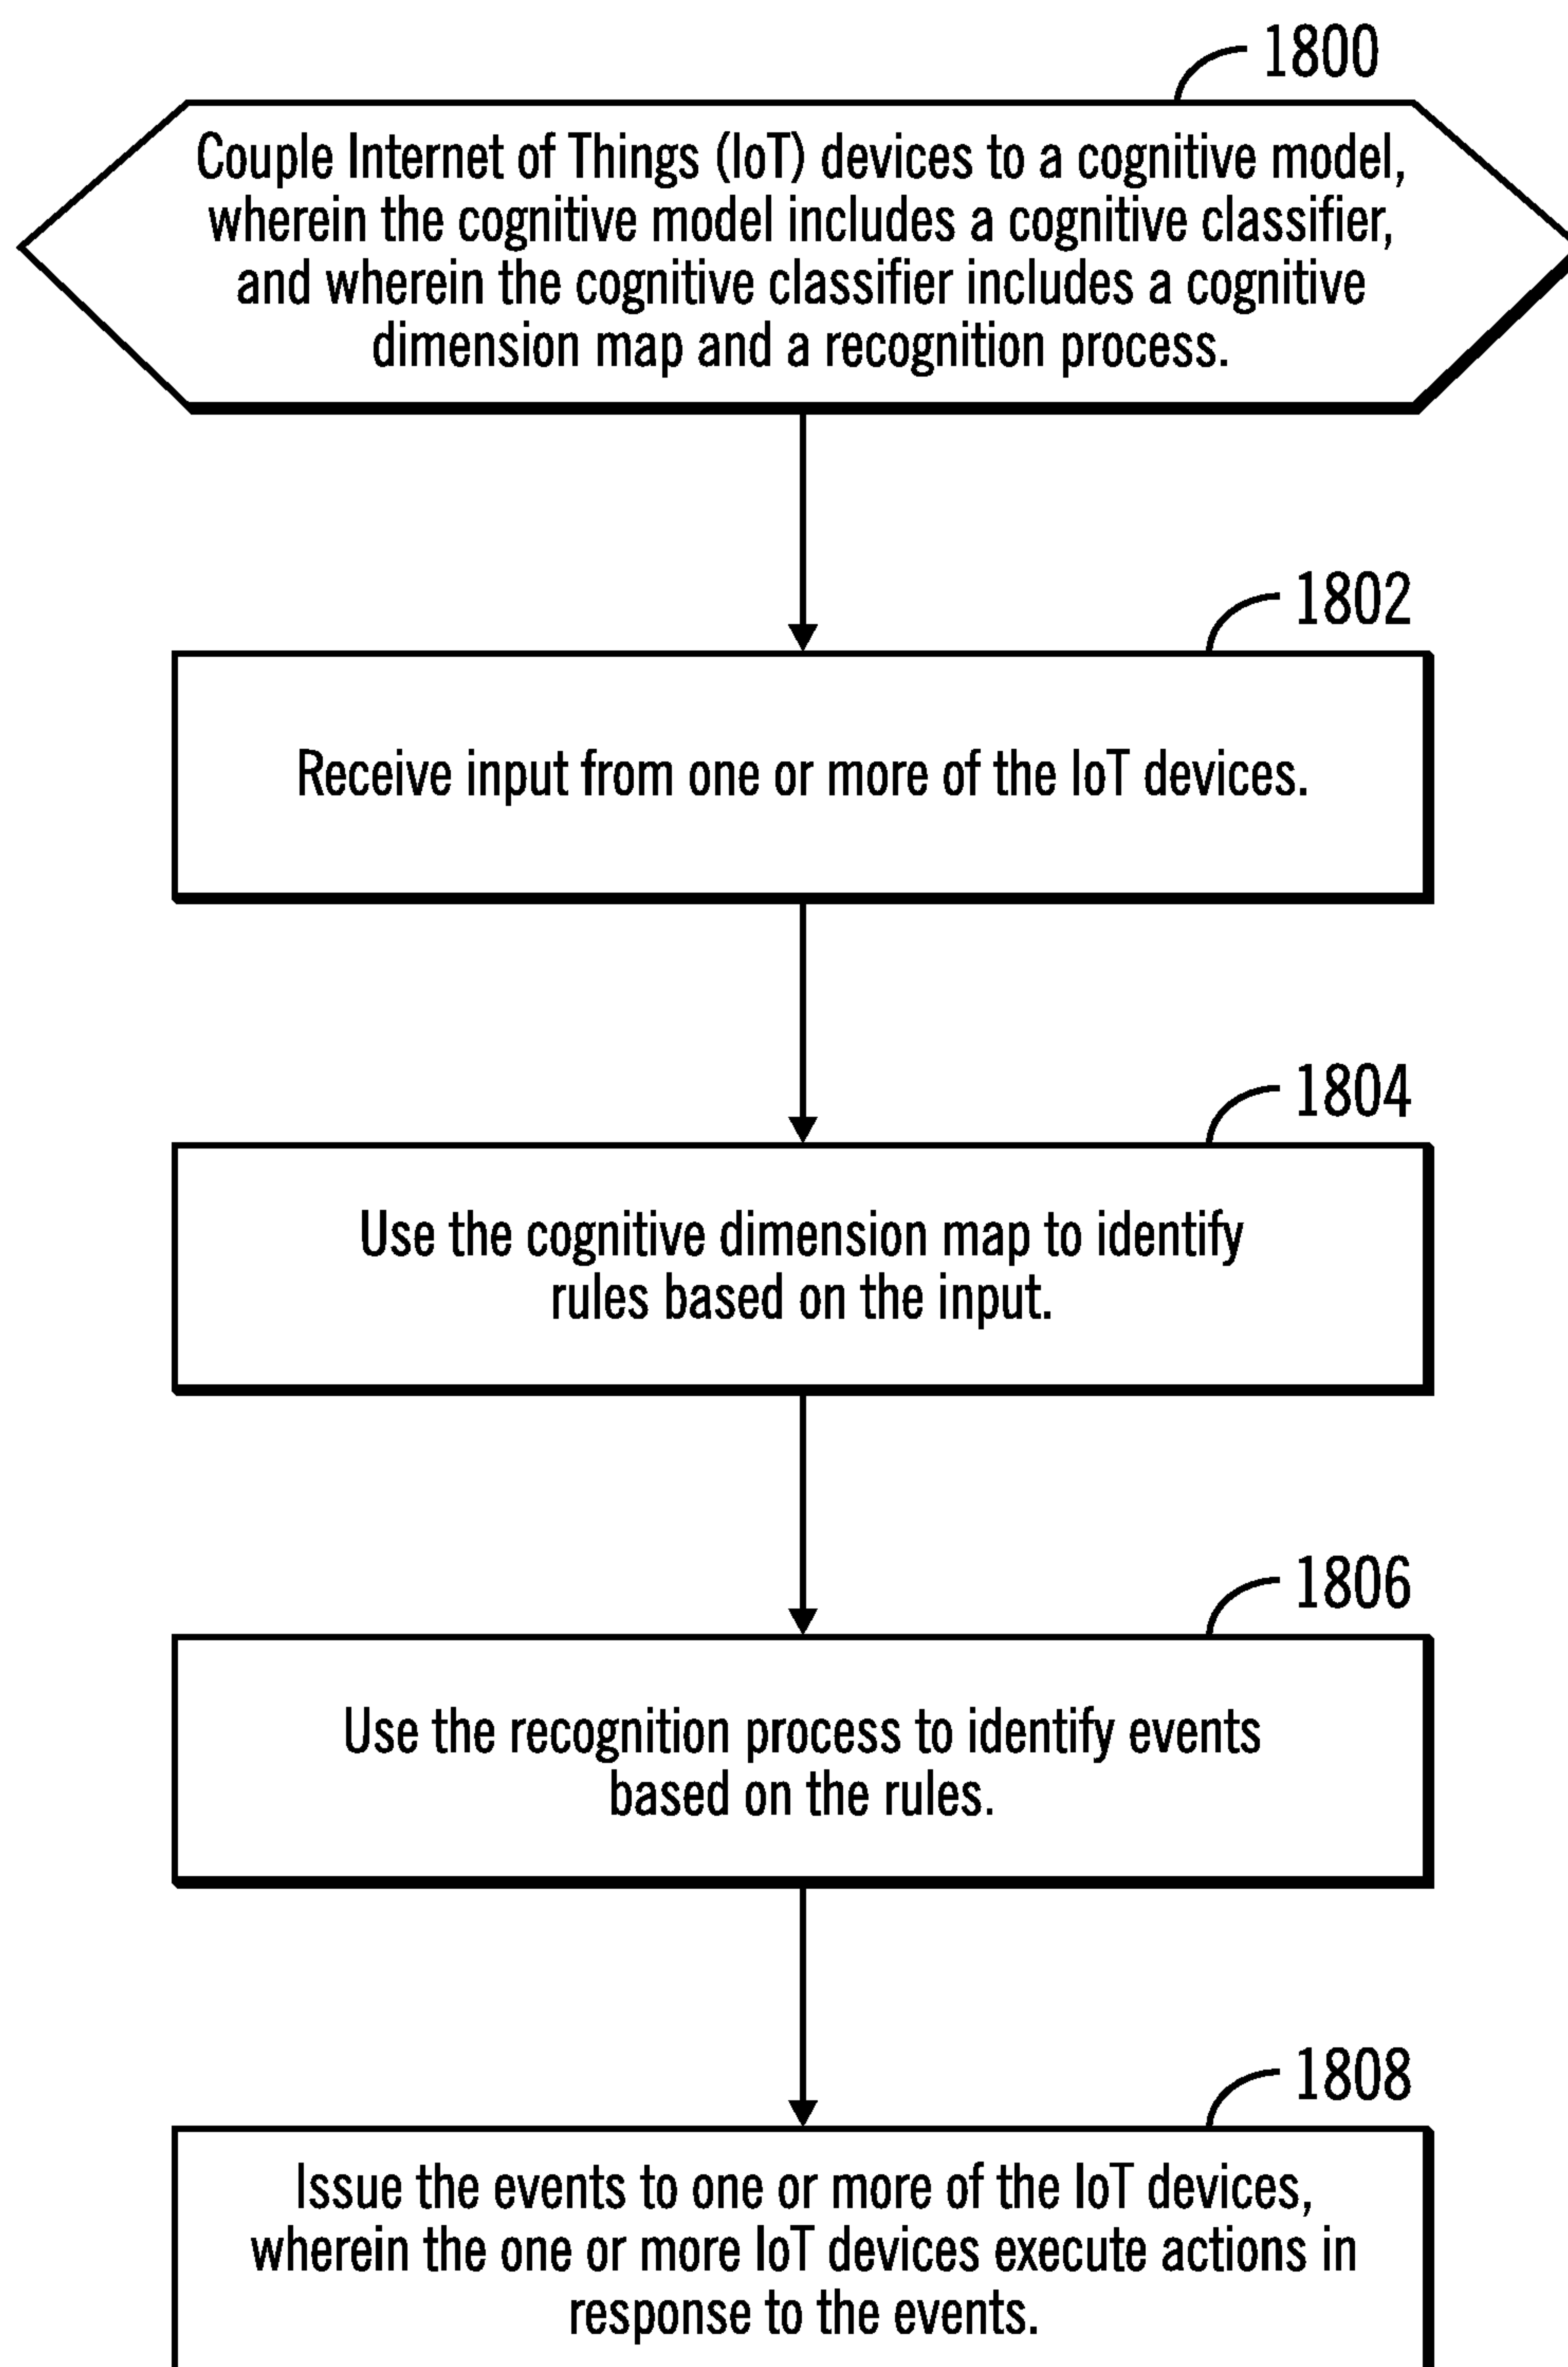 1800
Couple Internet of Things (IoT) devices to a cognitive model,
wherein the cognitive model includes a cognitive classifier,
and wherein the cognitive classifier includes a cognitive
dimension map and a recognition process.
1802
Receive input from one or more of the IoT devices.
1804
Use the cognitive dimension map to identify
rules based on the input.
1806
Use the recognition process to identify events
based on the rules.
1808
Issue the events to one or more of the IoT devices,
wherein the one or more IoT devices execute actions in
response to the events.